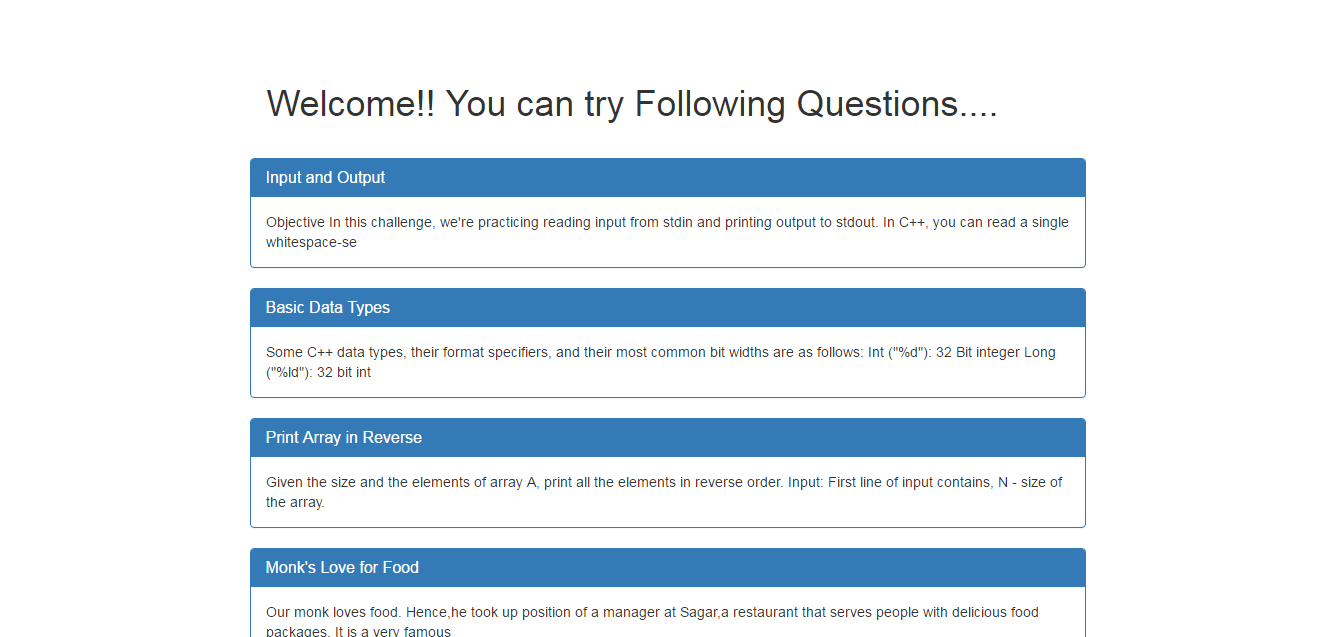 Welcome!! You can try Following Questions....
Input and Output
Objective In this challenge, we're practicing reading input from stdin and printing output to stdout. In C++, you can read a single
whitespace-se
Basic Data Types
Some C++ data types, their format specifiers, and their most common bit widths are as follows: Int ("%d"): 32 Bit integer Long
("%ld"): 32 bit int
Print Array in Reverse
Given the size and the elements of array A, print all the elements in reverse order. Input: First line of input contains, N - size of
the array.
Monk's Love for Food
Our monk loves food. Hence,he took up position of a manager at Sagar,a restaurant that serves people with delicious food
packages. It is a very famous